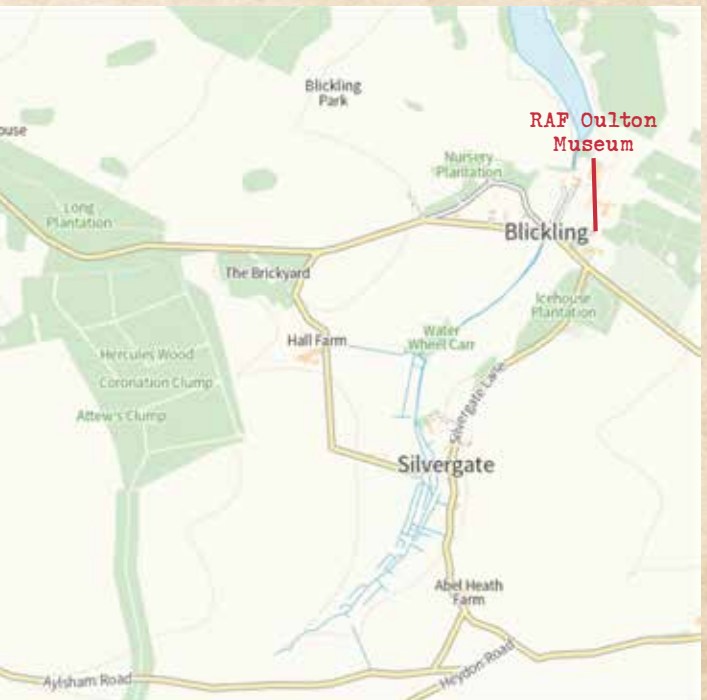 Blickling
Park
RAF Oulton
Museum
Nursery
Plantation
Long
Plantation
Blickling
The Brickyard
Icehouse
Plantation
Hall Farm
Water
Wheel Carr
Hercules Wood
Coronation Clump
Attew's Clump
Silvergate Lane
Silvergate
Abel Heath
Farm
Heydon Road
Aylsham Road